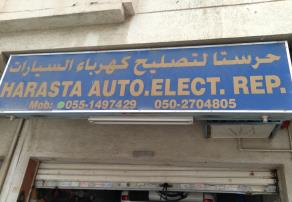 حرستا لتصليح كهرباء السيارات
HARASTA AUTO.ELECT. REP.
Mob: 055-1497429 050-2704805